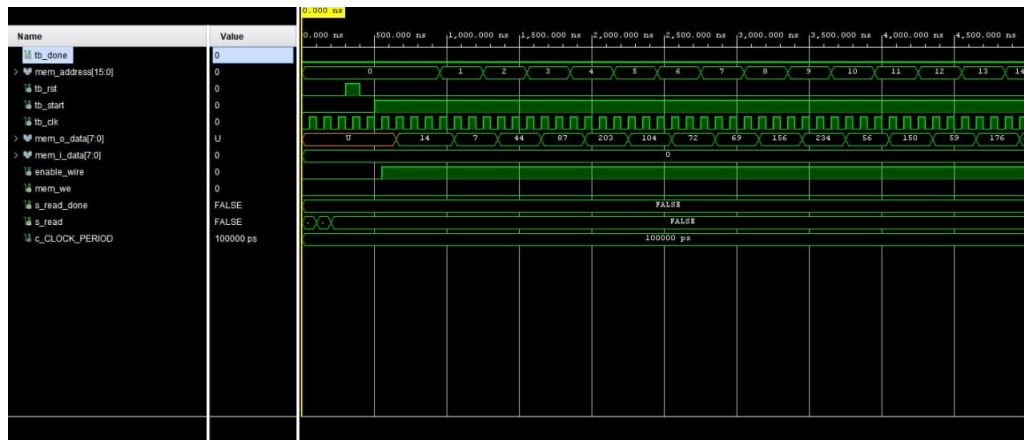 0.000 ns
Name Value
0.000 ns 500.000 ns 1,000.000 ns 1,500.000 ns 2,000.000 ns 2,500.000 ns 3,000.000 ns 3,500.000 ns 4,000.000 ns 4,500.000 ns
tb_done 0
mem_address[15:0] 0 0 1 2 3 4 5 6 7 8 9 10 11 12 13 14
tb_rst 0
tb_start 0
tb_clk 0
mem_o_data[7:0] U U 14 7 44 87 203 104 72 69 156 234 56 150 59 176
mem_i_data[7:0] 0 0
enable_wire 0
mem_we 0
s_read_done FALSE FALSE
s_read FALSE FALSE
c_CLOCK_PERIOD 100000 ps 100000 ps